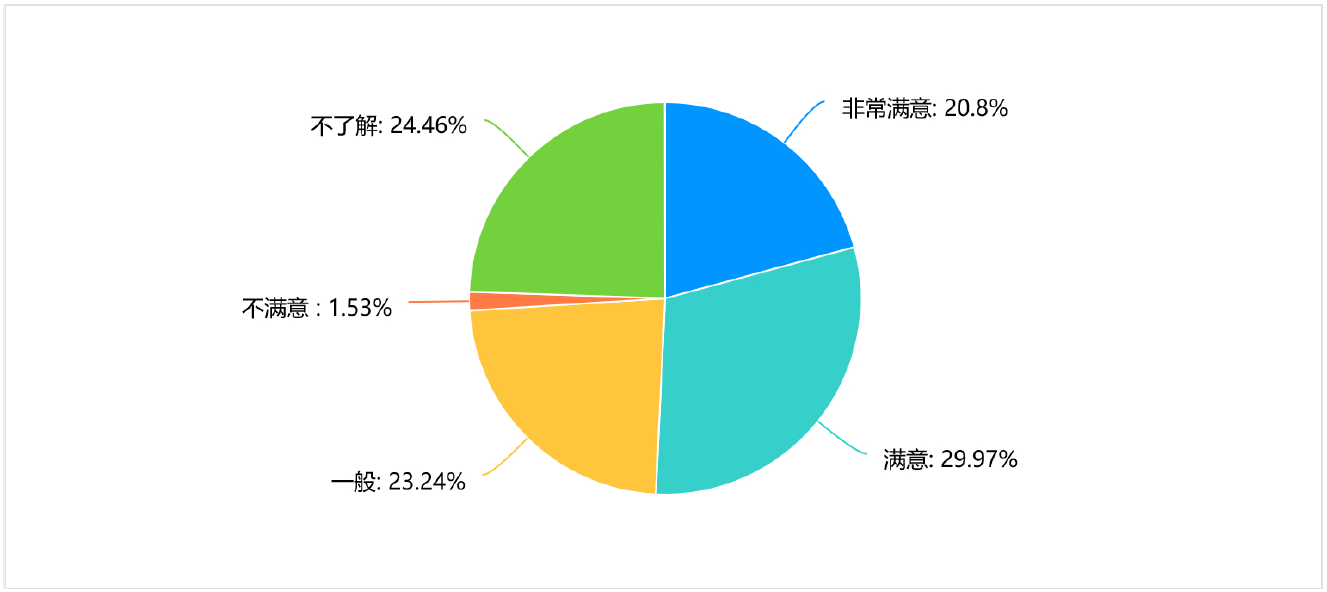 不了解: 24.46%
非常满意: 20.8%
不满意 : 1.53%
一般: 23.24%
满意: 29.97%